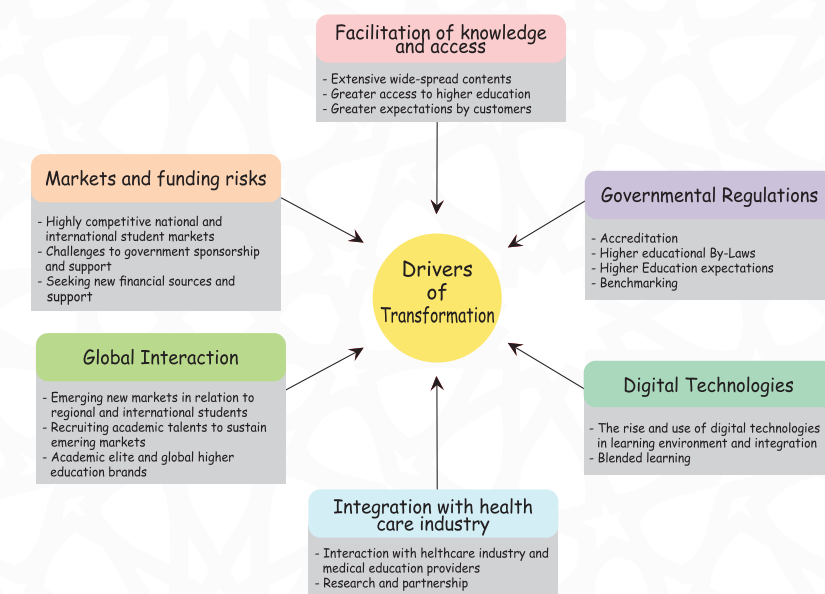 Facilitation of knowledge
and access
- Extensive wide-spread contents
- Greater access to higher education
- Greater expectations by customers
Markets and funding risks
- Highly competitive national and
international student markets
- Challenges to government sponsorship
and support
- Seeking new financial sources and
support
Governmental Regulations
- Accreditation
- Higher educational By-Laws
- Higher Education expectations
- Benchmarking
Drivers
of
Transformation
Global Interaction
- Emerging new markets in relation to
regional and international students
- Recruiting academic talents to sustain
emering markets
- Academic elite and global higher
education brands
Digital Technologies
- The rise and use of digital technologies
in learning environment and integration
- Blended learning
Integration with health
care industry
- Interaction with helthcare industry and
medical education providers
- Research and partnership